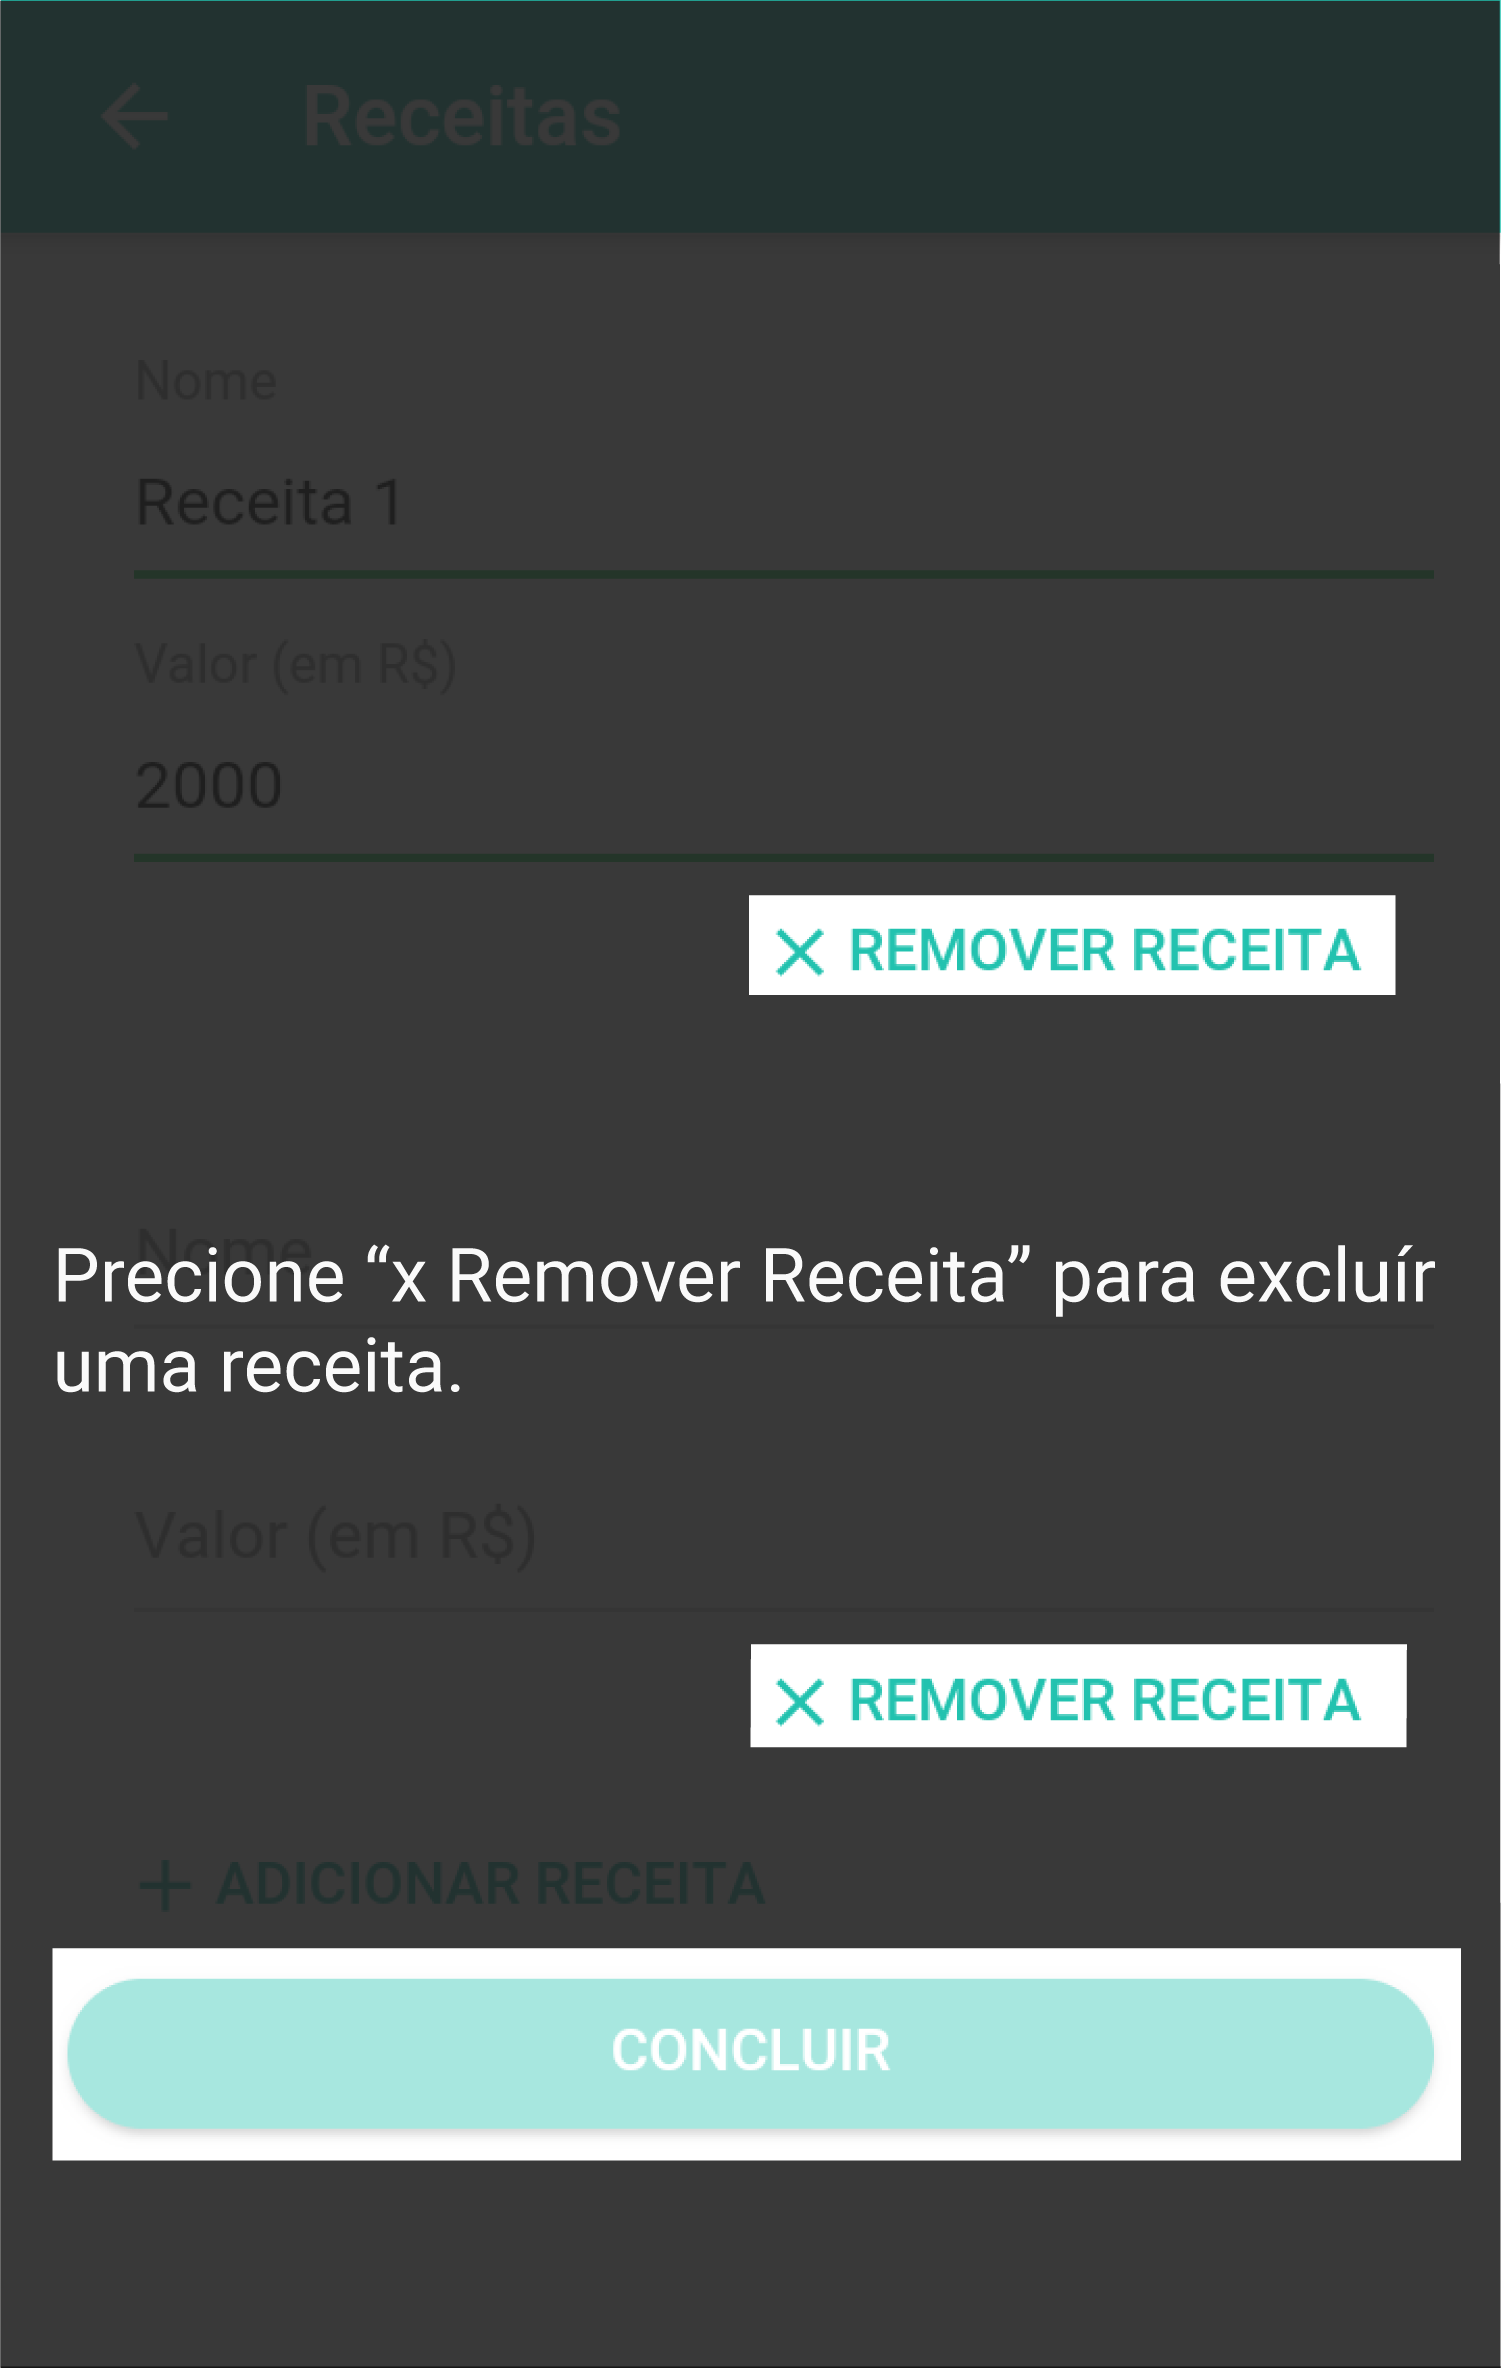 Receitas
Nome
Receita 1
Valor (em R$)
2000
REMOVER RECEITA
Nome
Precione “x Remover Receita” para excluír
uma receita.
Valor (em R$)
REMOVER RECEITA
ADICIONAR RECEITA
CONCLUIR